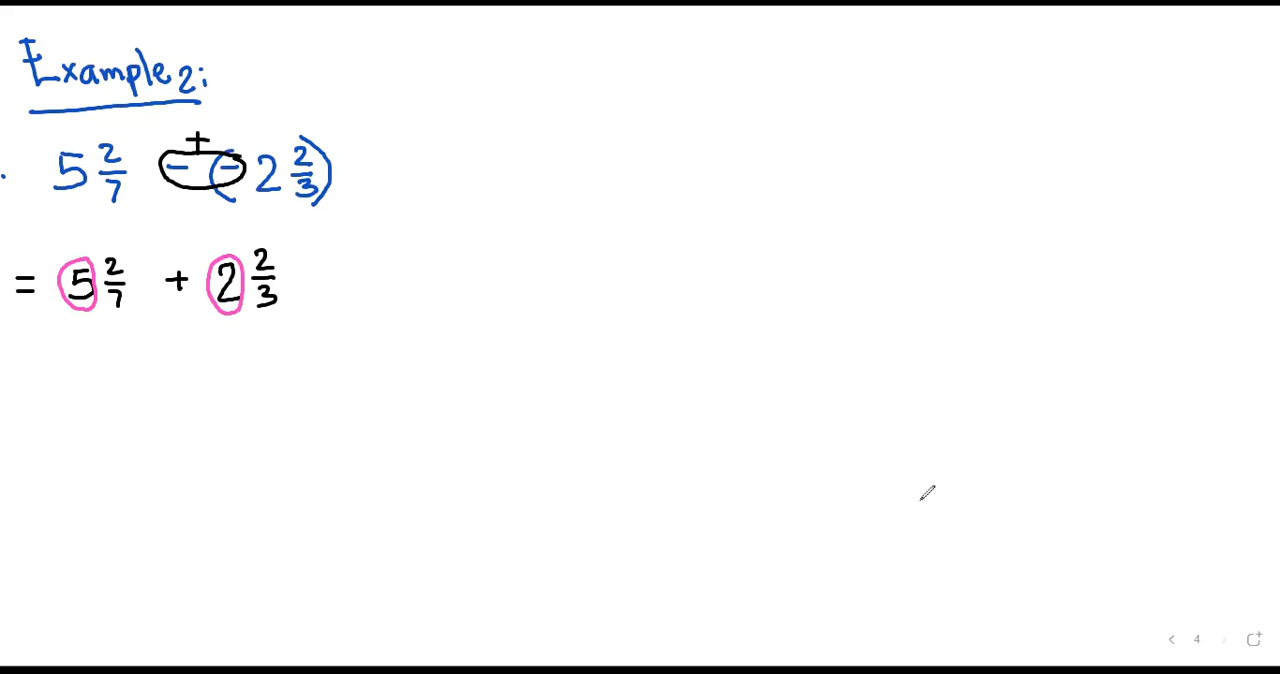 Example 2:
. 5 2/7 - (- 2 2/3) +
= 5 2/7 + 2 2/3
4